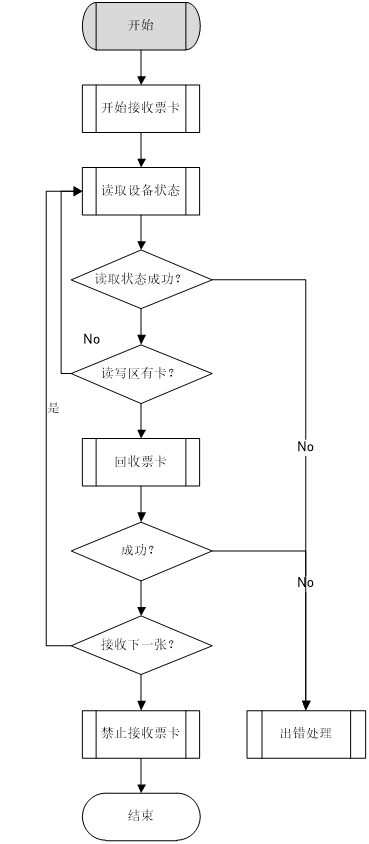 开始
开始接收票卡
读取设备状态
读取状态成功？
No
读写区有卡？
是
No
回收票卡
成功？
No
接收下一张？
禁止接收票卡
出错处理
结束